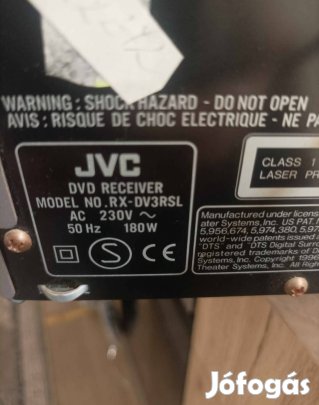 WARNING : SHOCK HAZARD - DO NOT OPEN
AVIS : RISQUE DE CHOC ELECTRIQUE - NE PA
JVC
DVD RECEIVER
MODEL NO. RX-DV3RSL
AC 230V ~
50 Hz 180W
S CE
CLASS 1
LASER PR
Manufactured under licens
ater Systems, Inc. US PAT. N
5,956,674, 5,974,380, 5,97
world-wide patents issued a
"DTS" and "DTS Digital Surro
registered trademarks of D
Systems, Inc. Copyright 1996
Theater Systems, Inc. All Rig
Jófogás